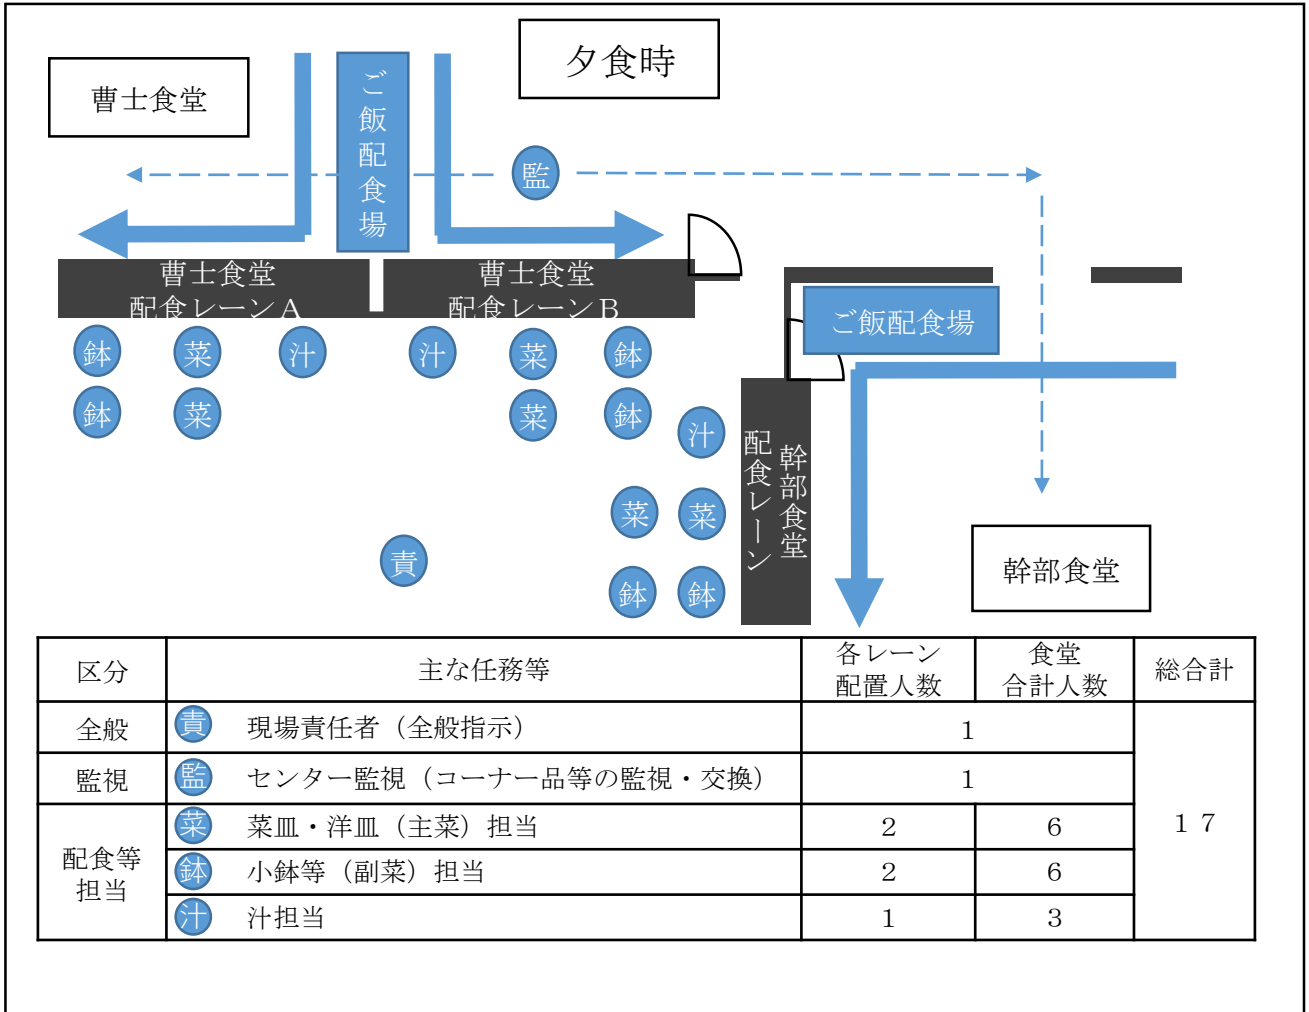 夕食時
曹士食堂
ご飯配食場
監
曹士食堂
配食レーンA
曹士食堂
配食レーンB
ご飯配食場
鉢
菜
汁
汁
菜
鉢
鉢
菜
菜
鉢
汁
幹部食堂
配食レーン
菜
菜
責
鉢
鉢
幹部食堂
区分 主な任務等 各レーン配置人数 食堂合計人数 総合計
全般 責 現場責任者（全般指示） 1 17
監視 監 センター監視（コーナー品等の監視・交換） 1
配食等担当 菜 菜皿・洋皿（主菜）担当 2 6
鉢 小鉢等（副菜）担当 2 6
汁 汁担当 1 3